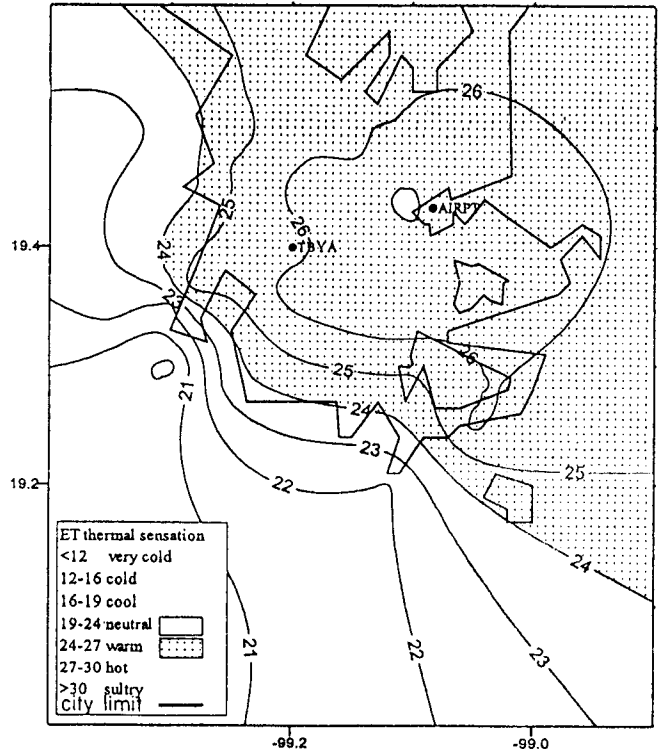 26
25
26
AIRPT
19.4
TBYA
24
23
26
25
21
24
23
25
19.2
22
24
ET thermal sensation
<12 very cold
12-16 cold
16-19 cool
19-24 neutral
24-27 warm
27-30 hot
>30 sultry
city limit
21
22
23
-99.2
-99.0